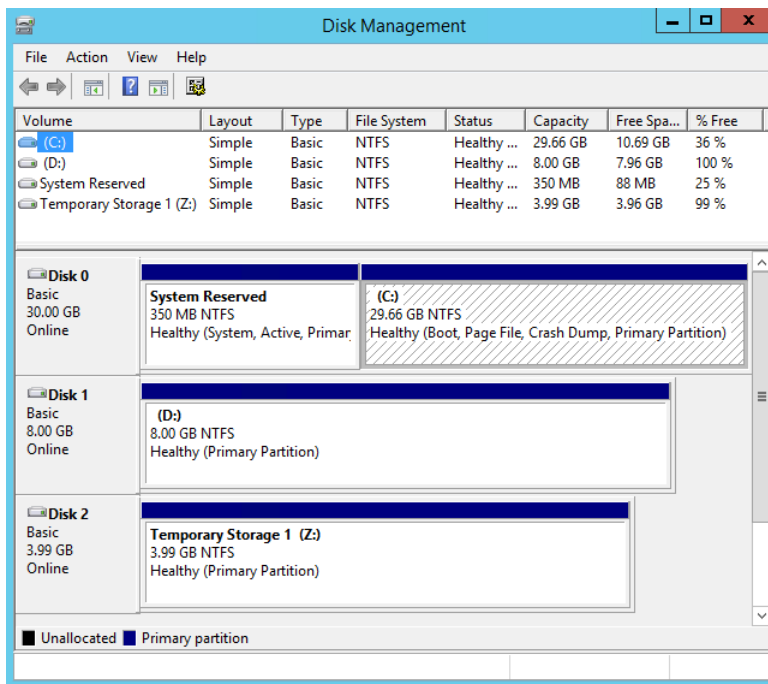 Disk Management
File Action View Help
Volume Layout Type File System Status Capacity Free Spa... % Free
(C:) Simple Basic NTFS Healthy ... 29.66 GB 10.69 GB 36 %
(D:) Simple Basic NTFS Healthy ... 8.00 GB 7.96 GB 100 %
System Reserved Simple Basic NTFS Healthy ... 350 MB 88 MB 25 %
Temporary Storage 1 (Z:) Simple Basic NTFS Healthy ... 3.99 GB 3.96 GB 99 %
Disk 0
Basic
30.00 GB
Online
System Reserved
350 MB NTFS
Healthy (System, Active, Primar
(C:)
29.66 GB NTFS
Healthy (Boot, Page File, Crash Dump, Primary Partition)
Disk 1
Basic
8.00 GB
Online
(D:)
8.00 GB NTFS
Healthy (Primary Partition)
Disk 2
Basic
3.99 GB
Online
Temporary Storage 1 (Z:)
3.99 GB NTFS
Healthy (Primary Partition)
Unallocated Primary partition